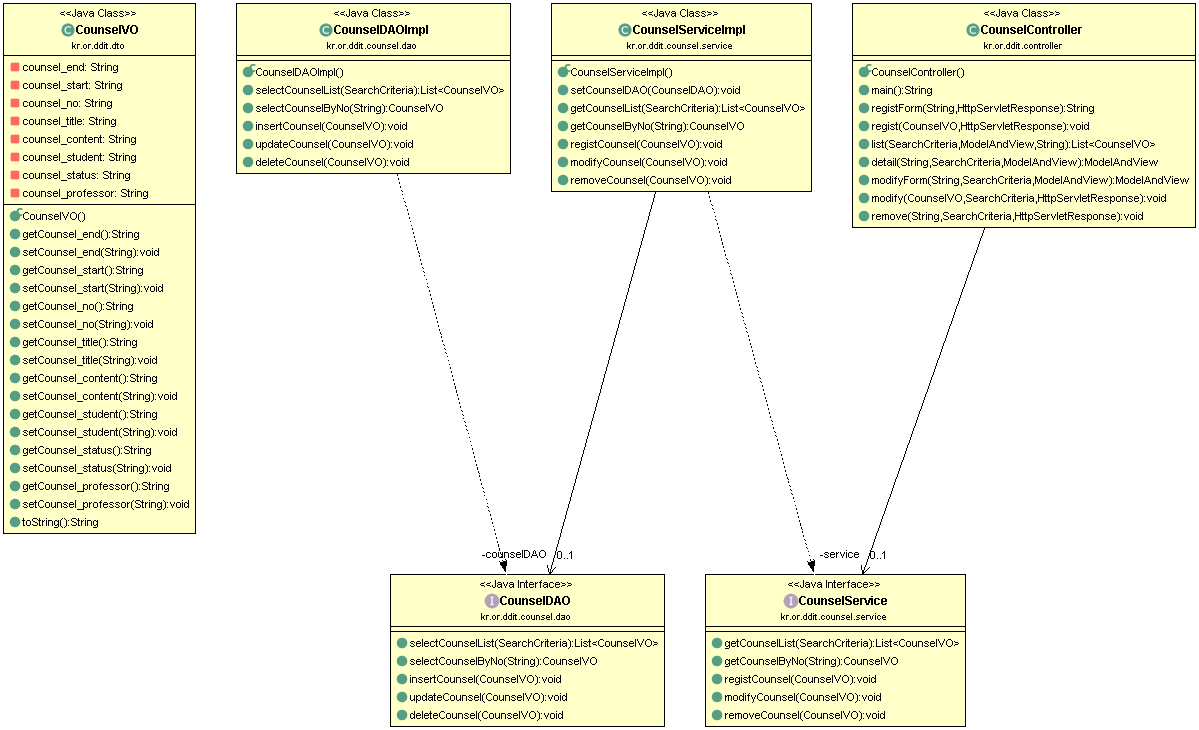 <<Java Class>>
CounselVO
kr.or.ddit.dto
counsel_end: String
counsel_start: String
counsel_no: String
counsel_title: String
counsel_content: String
counsel_student: String
counsel_status: String
counsel_professor: String
CounselVO()
getCounsel_end():String
setCounsel_end(String):void
getCounsel_start():String
setCounsel_start(String):void
getCounsel_no():String
setCounsel_no(String):void
getCounsel_title():String
setCounsel_title(String):void
getCounsel_content():String
setCounsel_content(String):void
getCounsel_student():String
setCounsel_student(String):void
getCounsel_status():String
setCounsel_status(String):void
getCounsel_professor():String
setCounsel_professor(String):void
toString():String
<<Java Class>>
CounselDAOImpl
kr.or.ddit.counsel.dao
CounselDAOImpl()
selectCounselList(SearchCriteria):List<CounselVO>
selectCounselByNo(String):CounselVO
insertCounsel(CounselVO):void
updateCounsel(CounselVO):void
deleteCounsel(CounselVO):void
<<Java Class>>
CounselServiceImpl
kr.or.ddit.counsel.service
CounselServiceImpl()
setCounselDAO(CounselDAO):void
getCounselList(SearchCriteria):List<CounselVO>
getCounselByNo(String):CounselVO
registCounsel(CounselVO):void
modifyCounsel(CounselVO):void
removeCounsel(CounselVO):void
<<Java Class>>
CounselController
kr.or.ddit.controller
CounselController()
main():String
registForm(String,HttpServletResponse):String
regist(CounselVO,HttpServletResponse):void
list(SearchCriteria,ModelAndView,String):List<CounselVO>
detail(String,SearchCriteria,ModelAndView):ModelAndView
modifyForm(String,SearchCriteria,ModelAndView):ModelAndView
modify(CounselVO,SearchCriteria,HttpServletResponse):void
remove(String,SearchCriteria,HttpServletResponse):void
-counselDAO 0..1
-service 0..1
<<Java Interface>>
CounselDAO
kr.or.ddit.counsel.dao
selectCounselList(SearchCriteria):List<CounselVO>
selectCounselByNo(String):CounselVO
insertCounsel(CounselVO):void
updateCounsel(CounselVO):void
deleteCounsel(CounselVO):void
<<Java Interface>>
CounselService
kr.or.ddit.counsel.service
getCounselList(SearchCriteria):List<CounselVO>
getCounselByNo(String):CounselVO
registCounsel(CounselVO):void
modifyCounsel(CounselVO):void
removeCounsel(CounselVO):void